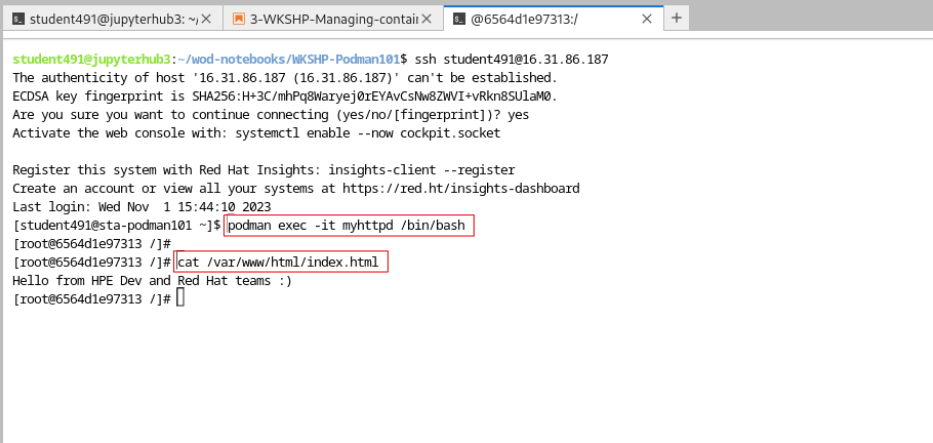 student491@jupyterhub3: ~/
3-WKSHP-Managing-contair
@6564d1e97313:/
student491@jupyterhub3:~/wod-notebooks/WKSHP-Podman101$ ssh student491@16.31.86.187
The authenticity of host '16.31.86.187 (16.31.86.187)' can't be established.
ECDSA key fingerprint is SHA256:H+3C/mhPq8Waryej0rEYAvCsNw8ZWVI+vRkn8SUlaM0.
Are you sure you want to continue connecting (yes/no/[fingerprint])? yes
Activate the web console with: systemctl enable --now cockpit.socket
Register this system with Red Hat Insights: insights-client --register
Create an account or view all your systems at https://red.ht/insights-dashboard
Last login: Wed Nov  1 15:44:10 2023
[student491@sta-podman101 ~]$ podman exec -it myhttpd /bin/bash
[root@6564d1e97313 /]#
[root@6564d1e97313 /]# cat /var/www/html/index.html
Hello from HPE Dev and Red Hat teams :)
[root@6564d1e97313 /]#